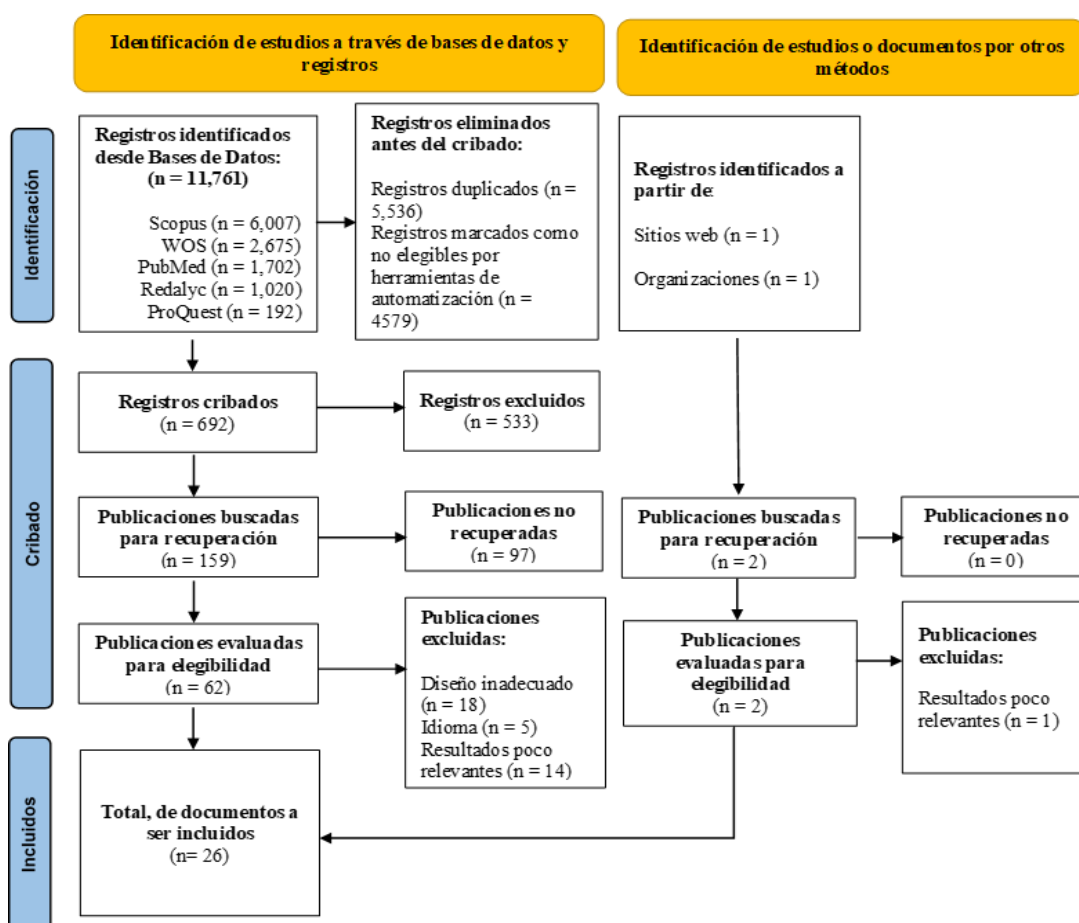 Identificación de estudios a través de bases de datos y
registros
Identificación de estudios o documentos por otros
métodos
Identificación
Registros identificados
desde Bases de Datos:
(n = 11,761)
Scopus (n = 6,007)
WOS (n = 2,675)
PubMed (n = 1,702)
Redalyc (n = 1,020)
ProQuest (n = 192)
Registros eliminados
antes del cribado:
Registros duplicados (n =
5,536)
Registros marcados como
no elegibles por
herramientas de
automatización (n =
4579)
Registros identificados a
partir de:
Sitios web (n = 1)
Organizaciones (n = 1)
Cribado
Registros cribados
(n = 692)
Registros excluidos
(n = 533)
Publicaciones buscadas
para recuperación
(n = 159)
Publicaciones no
recuperadas
(n = 97)
Publicaciones buscadas
para recuperación
(n = 2)
Publicaciones no
recuperadas
(n = 0)
Publicaciones evaluadas
para elegibilidad
(n = 62)
Publicaciones
excluidas:
Diseño inadecuado
(n = 18)
Idioma (n = 5)
Resultados poco
relevantes (n = 14)
Publicaciones
evaluadas para
elegibilidad
(n = 2)
Publicaciones
excluidas:
Resultados poco
relevantes (n = 1)
Incluidos
Total, de documentos a
ser incluidos
(n= 26)